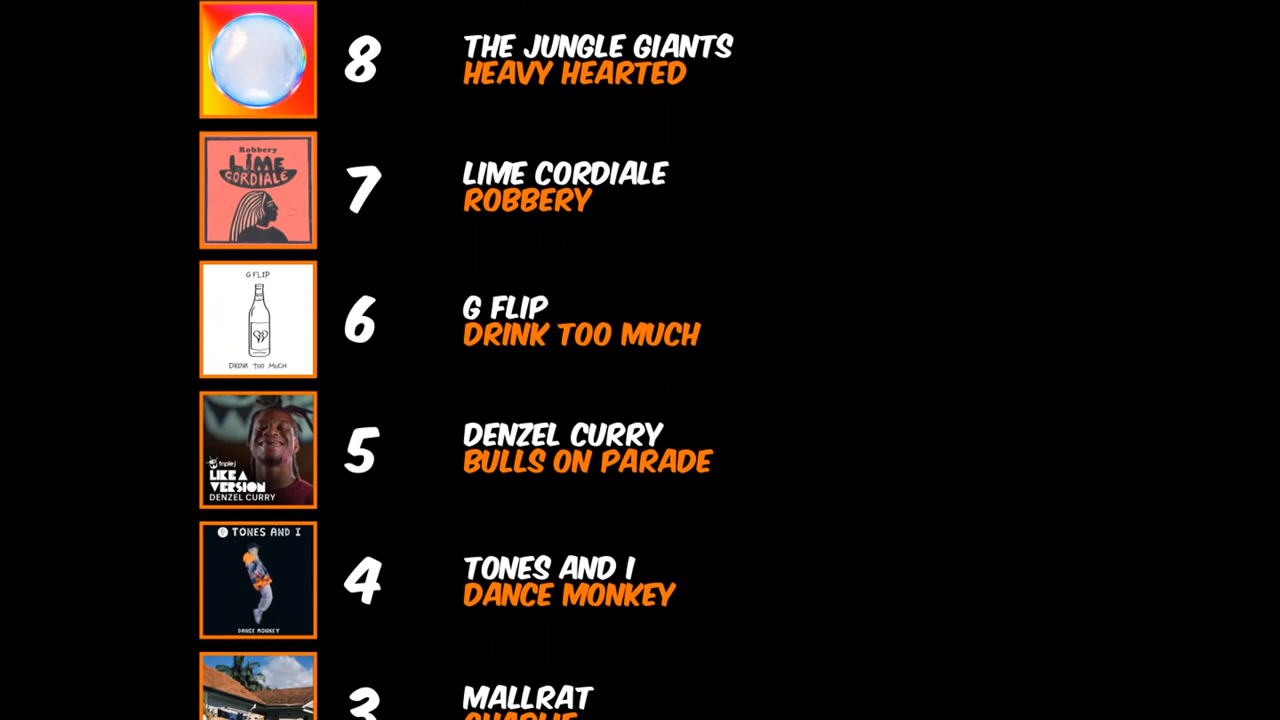 8
THE JUNGLE GIANTS
HEAVY HEARTED
Robbery
LIME
CORDIALE
7
LIME CORDIALE
ROBBERY
G FLIP
DRINK TOO MUCH
6
G FLIP
DRINK TOO MUCH
triple j
LIKE A
VERSION
DENZEL CURRY
5
DENZEL CURRY
BULLS ON PARADE
TONES AND I
DANCE MONKEY
4
TONES AND I
DANCE MONKEY
3
MALLRAT
CHARLIE